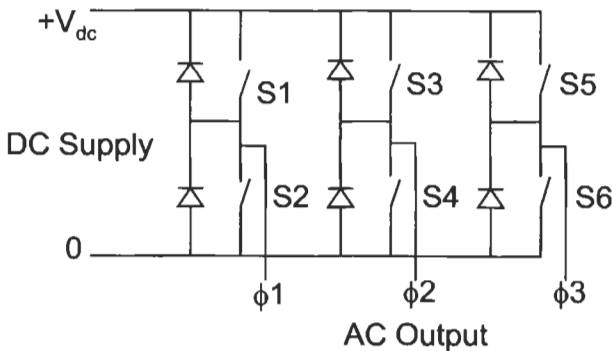 +Vdc
S1
S3
S5
DC Supply
S2
S4
S6
0
ϕ1
ϕ2
ϕ3
AC Output